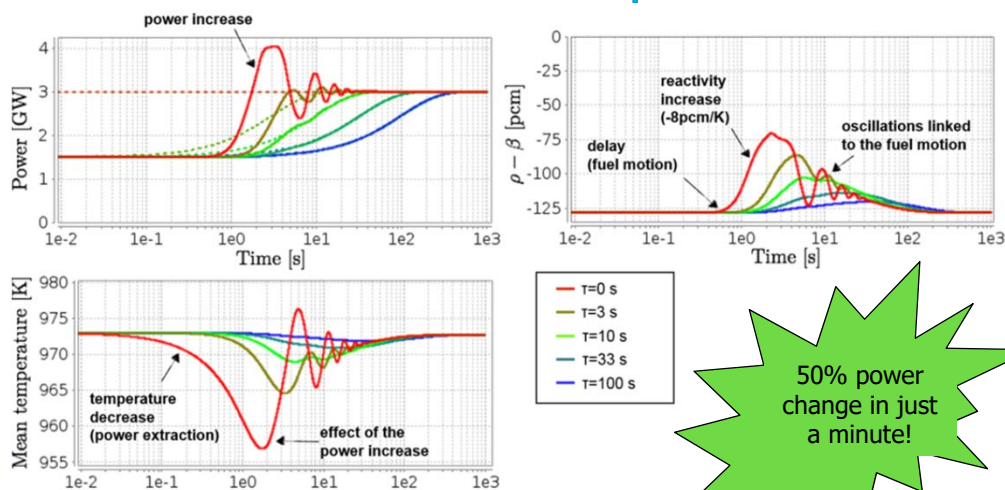 power increase
Power [GW]
4
3
2
1
0
1e-2 1e-1 1e0 1e1 1e2 1e3
Time [s]
ρ − β [pcm]
0
-25
-50
-75
-100
-125
reactivity
increase
(-8pcm/K)
delay
(fuel motion)
oscillations linked
to the fuel motion
1e-2 1e-1 1e0 1e1 1e2 1e3
Time [s]
Mean temperature [K]
980
975
970
965
960
955
temperature
decrease
(power extraction)
effect of the
power increase
1e-2 1e-1 1e0 1e1 1e2 1e3
τ=0 s
τ=3 s
τ=10 s
τ=33 s
τ=100 s
50% power
change in just
a minute!